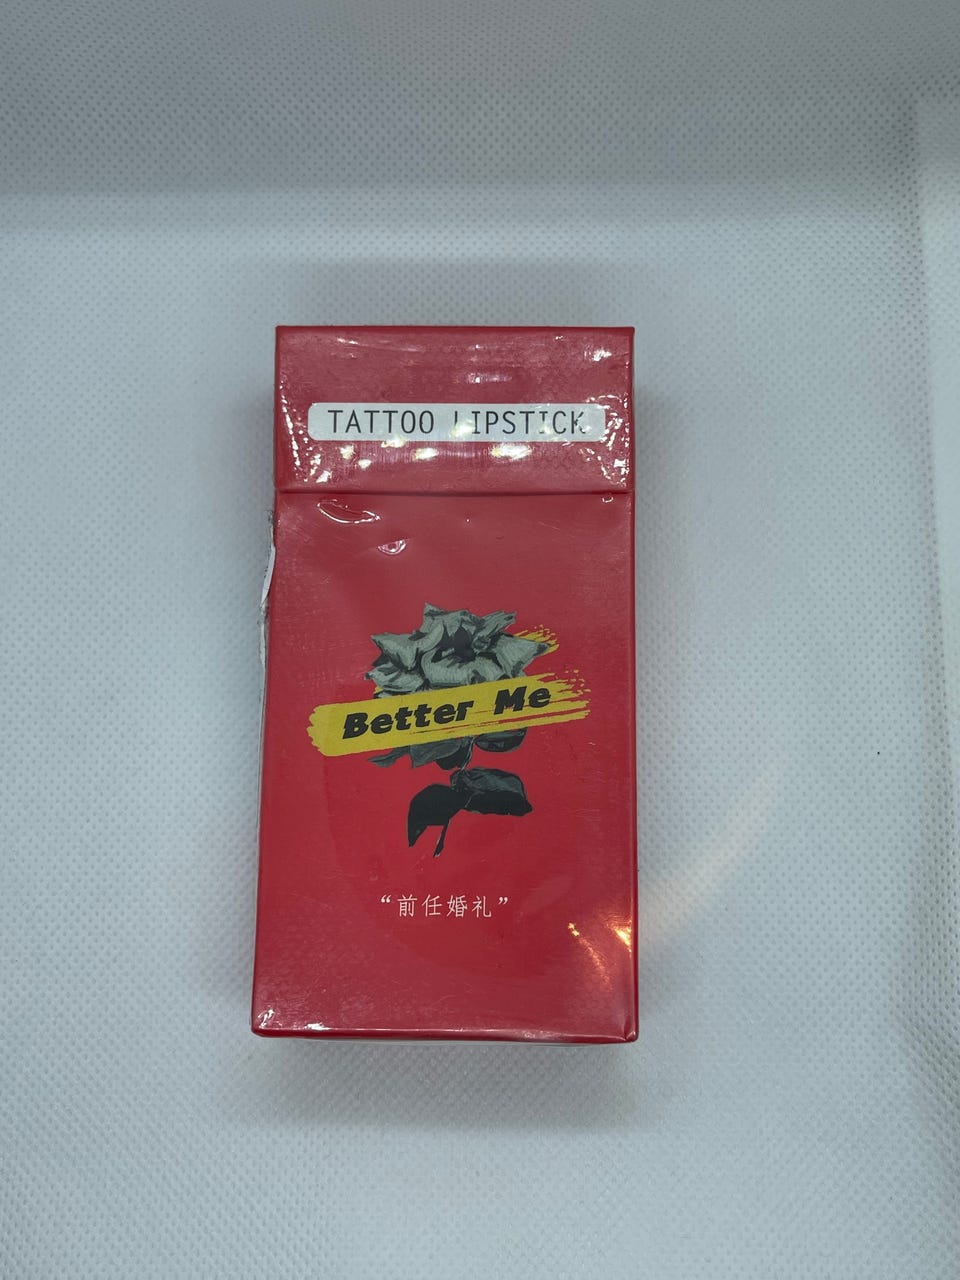 TATTOO LIPSTICK
Better Me
“前任婚礼”